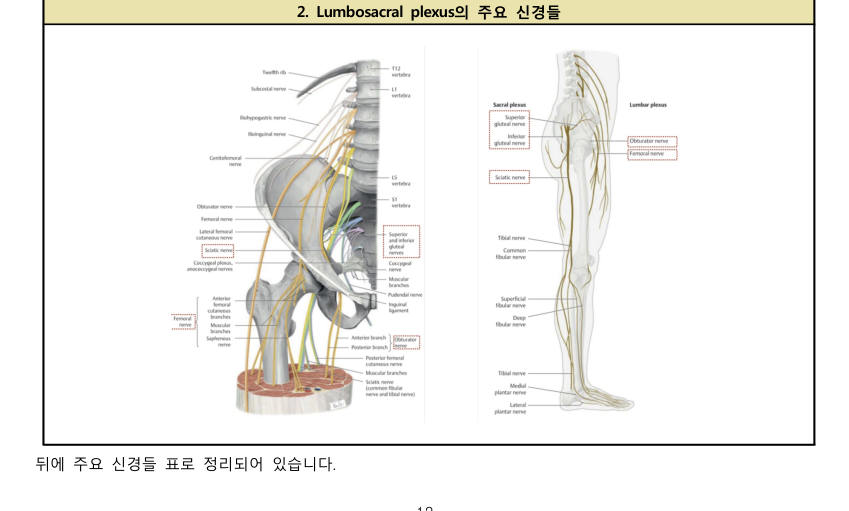 2. Lumbosacral plexus의 주요 신경들
Twelfth rib
Subcostal nerve
Iliohypogastric nerve
Ilioinguinal nerve
Genitofemoral
nerve
Obturator nerve
Femoral nerve
Lateral femoral
cutaneous nerve
Sciatic nerve
Coccygeal plexus,
anococcygeal nerves
Femoral
nerve
Anterior
femoral
cutaneous
branches
Muscular
branches
Saphenous
nerve
T12
vertebra
L1
vertebra
L5
vertebra
S1
vertebra
Superior
and inferior
gluteal
nerves
Coccygeal
nerve
Muscular
branches
Pudendal nerve
Inguinal
ligament
Anterior branch
Posterior branch
Obturator
nerve
Posterior femoral
cutaneous nerve
Muscular branches
Sciatic nerve
(common fibular
nerve and tibial nerve)
Sacral plexus
Superior
gluteal nerve
Inferior
gluteal nerve
Sciatic nerve
Tibial nerve
Common
fibular nerve
Superficial
fibular nerve
Deep
fibular nerve
Tibial nerve
Medial
plantar nerve
Lateral
plantar nerve
Lumbar plexus
Obturator nerve
Femoral nerve
뒤에 주요 신경들 표로 정리되어 있습니다.